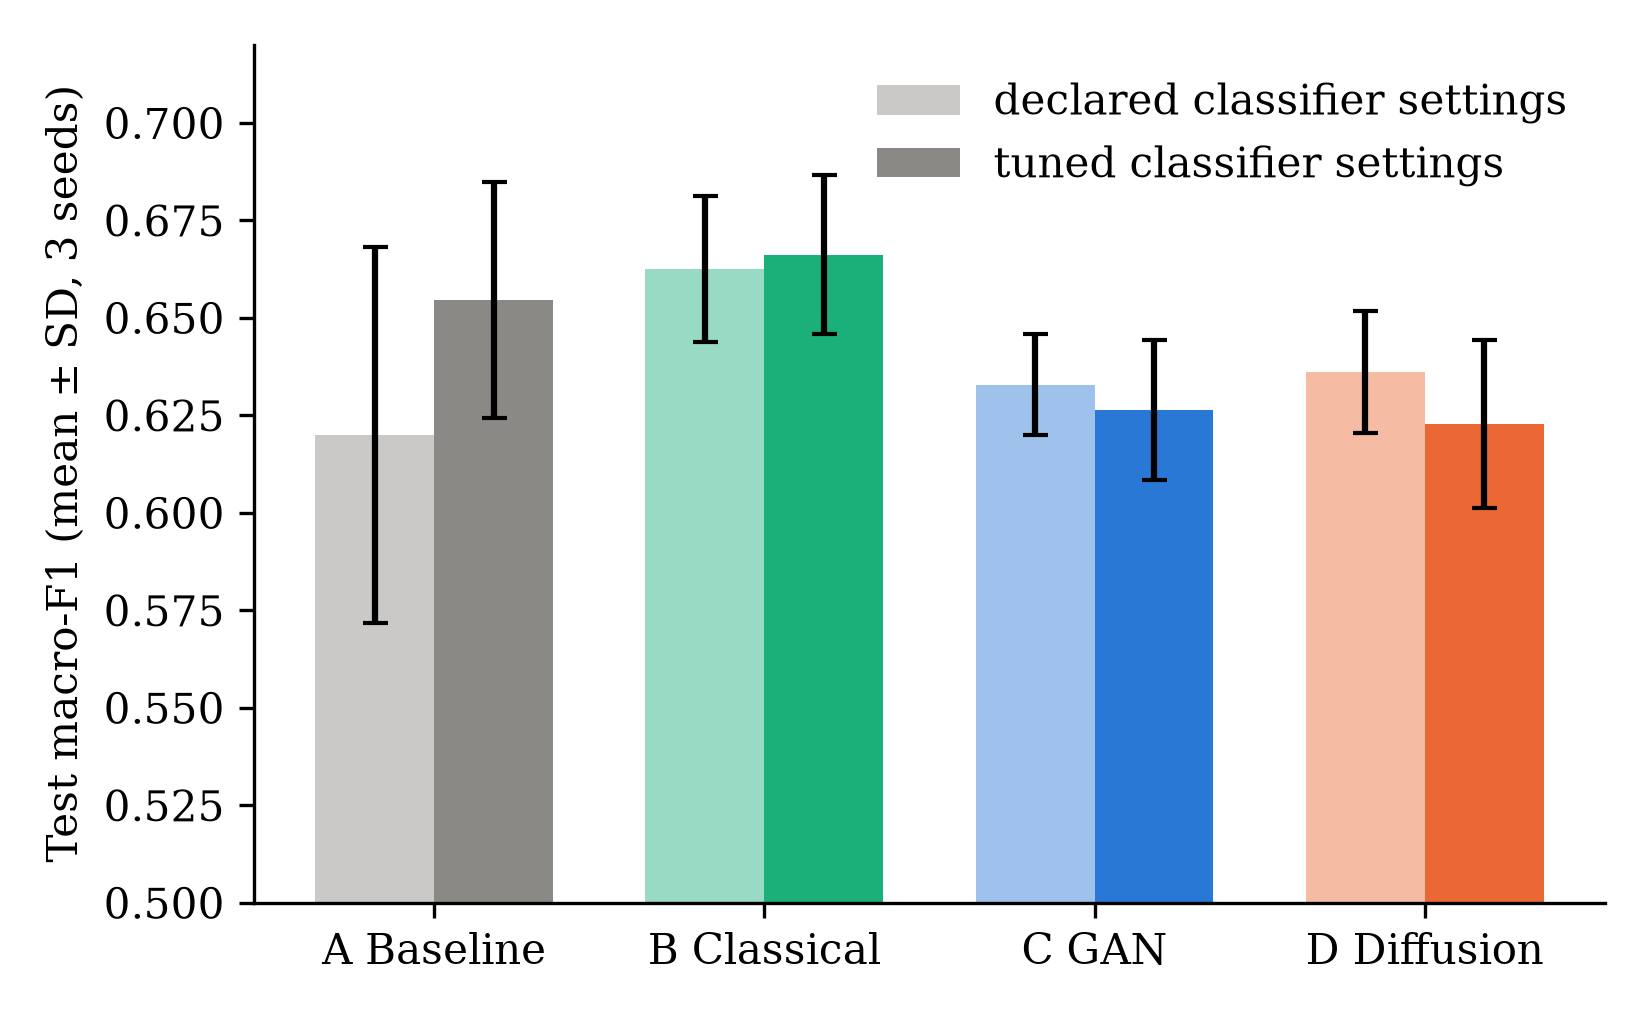 Test macro-F1 (mean ± SD, 3 seeds)
0.700
0.675
0.650
0.625
0.600
0.575
0.550
0.525
0.500
declared classifier settings
tuned classifier settings
A Baseline
B Classical
C GAN
D Diffusion